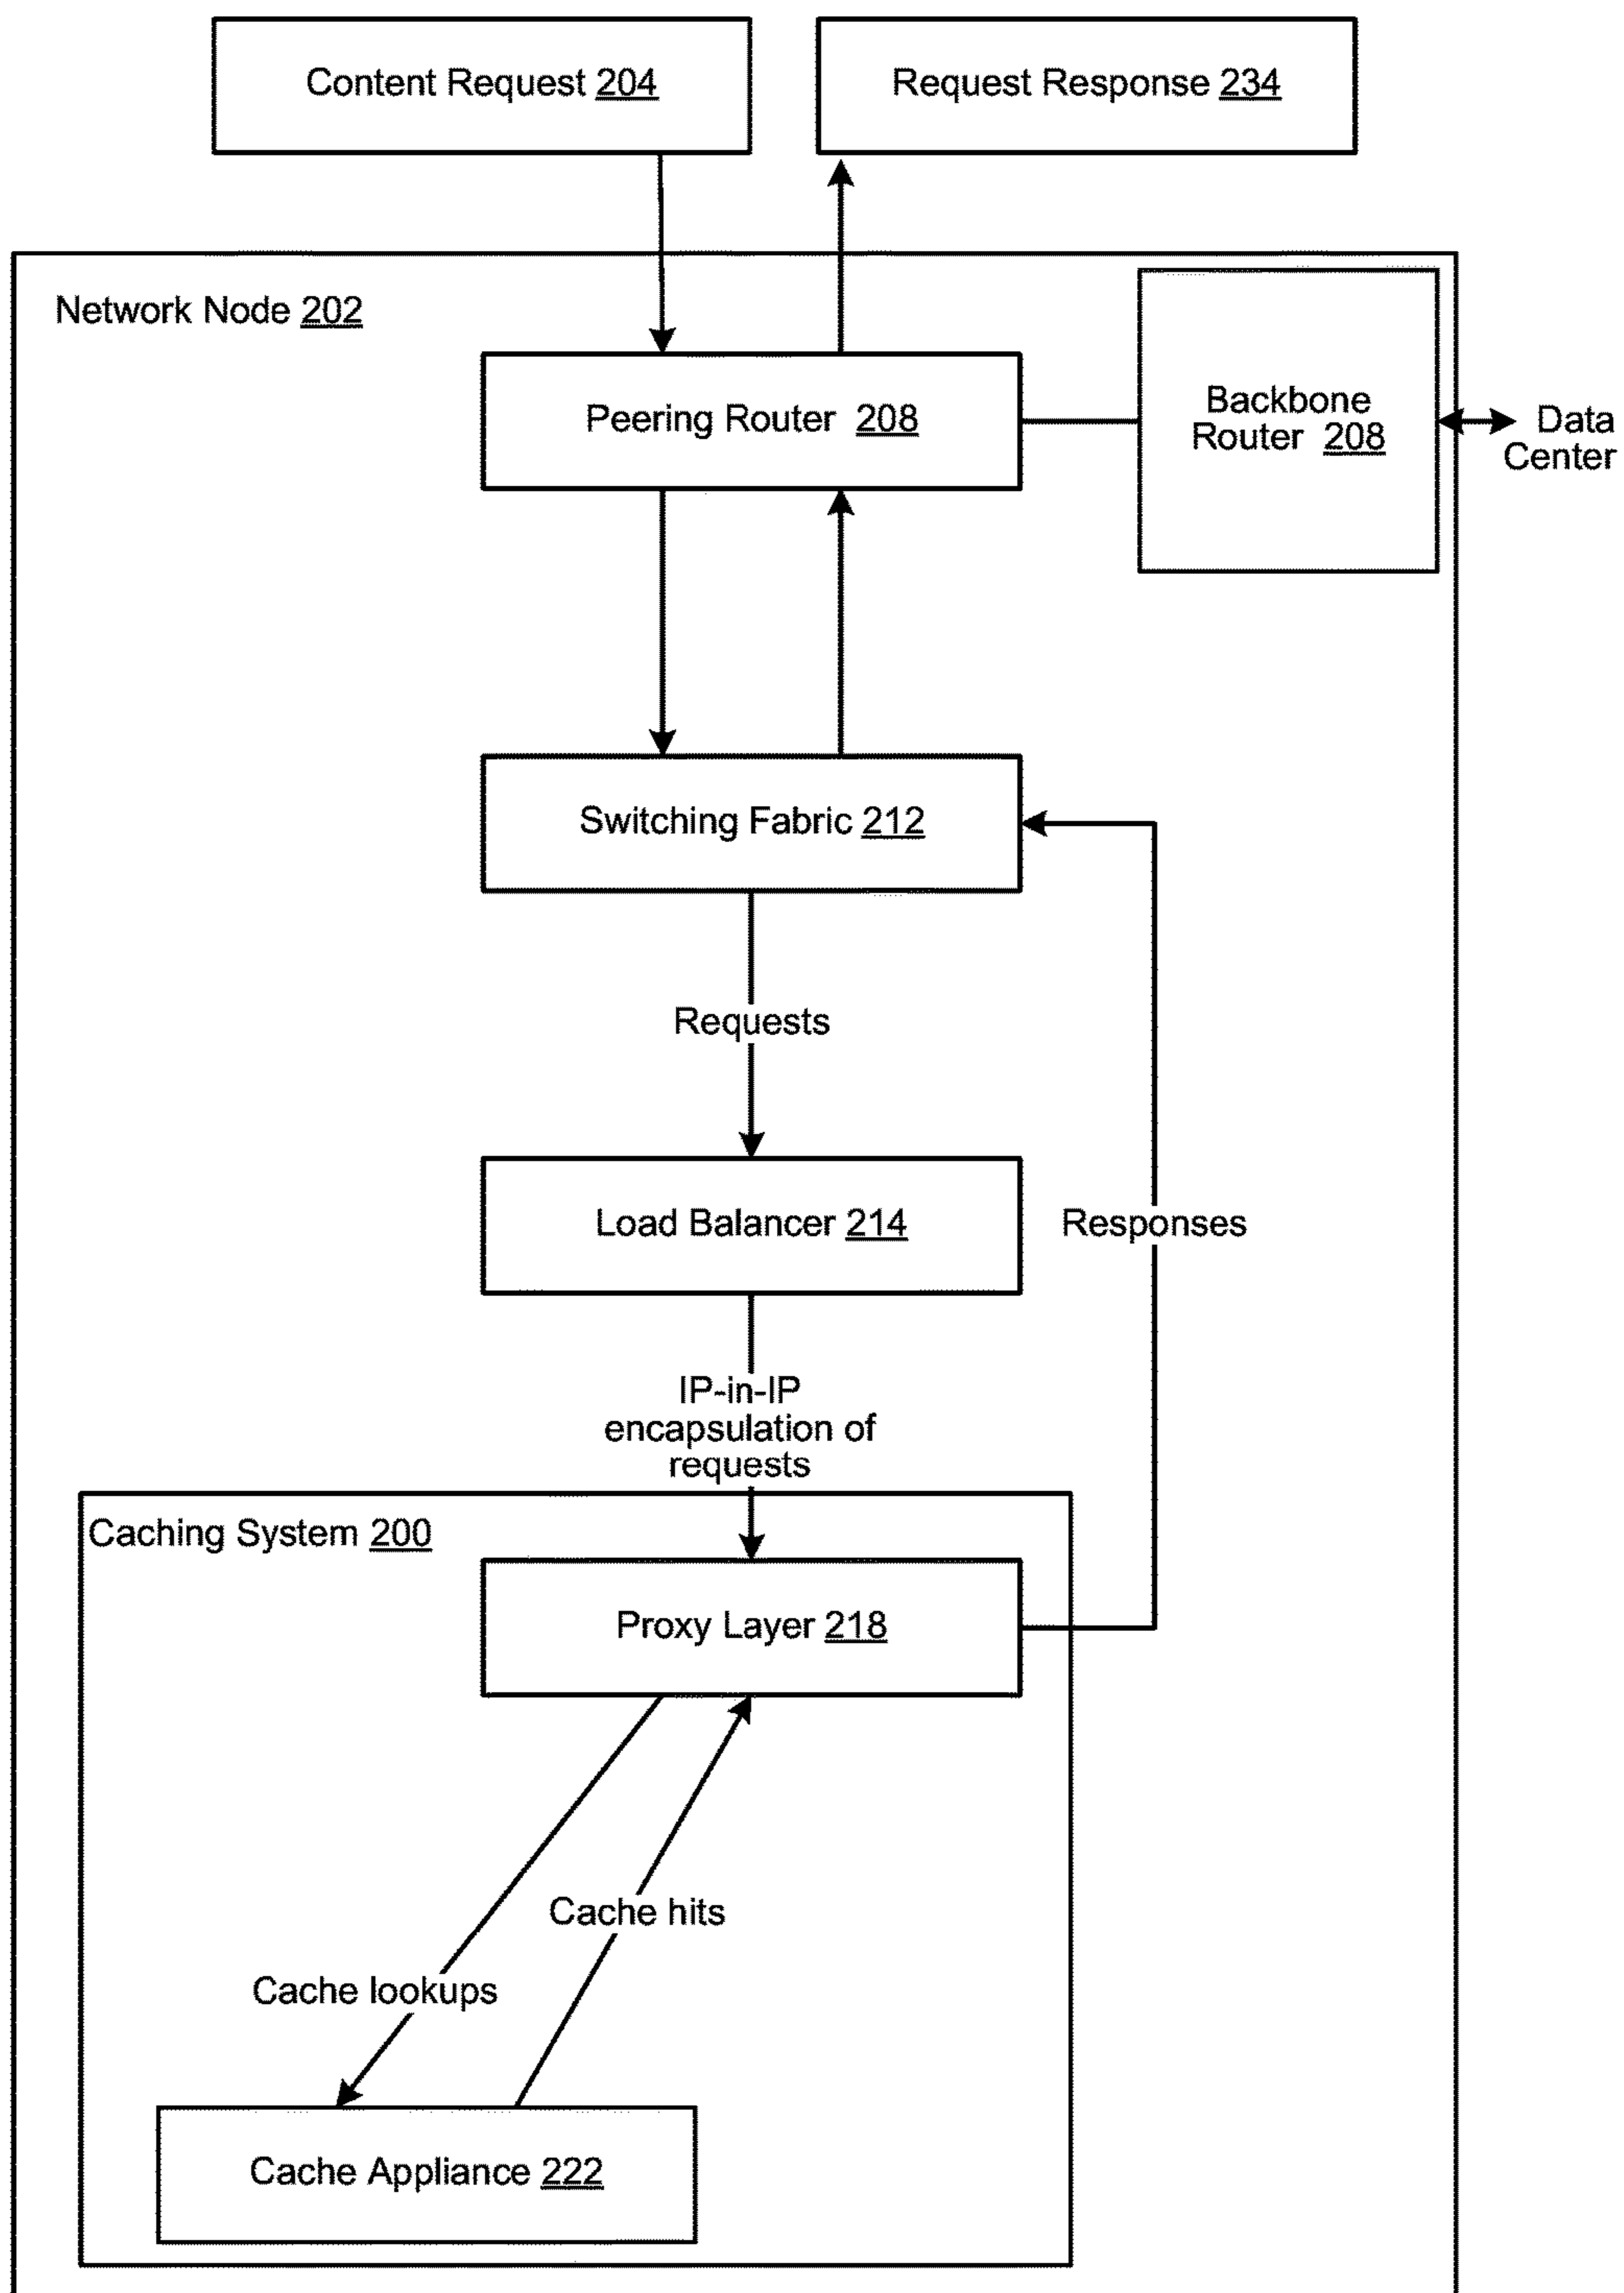 Content Request 204
Request Response 234
Network Node 202
Peering Router 208
Backbone
Router 208
Data
Center
Switching Fabric 212
Requests
Load Balancer 214
Responses
IP-in-IP
encapsulation of
requests
Caching System 200
Proxy Layer 218
Cache hits
Cache lookups
Cache Appliance 222